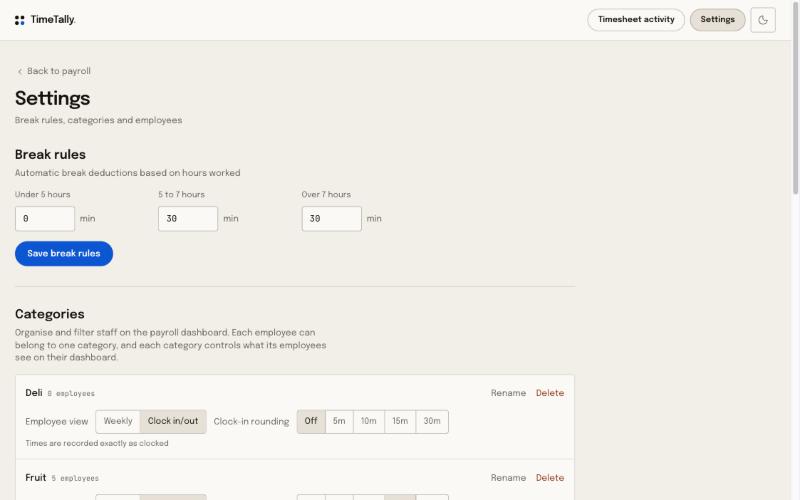 TimeTally.
Timesheet activity
Settings
Back to payroll
Settings
Break rules, categories and employees
Break rules
Automatic break deductions based on hours worked
Under 5 hours
5 to 7 hours
Over 7 hours
0 min
30 min
30 min
Save break rules
Categories
Organise and filter staff on the payroll dashboard. Each employee can
belong to one category, and each category controls what its employees
see on their dashboard.
Deli 0 employees
Rename Delete
Employee view Weekly Clock in/out Clock-in rounding Off 5m 10m 15m 30m
Times are recorded exactly as clocked
Fruit 5 employees
Rename Delete